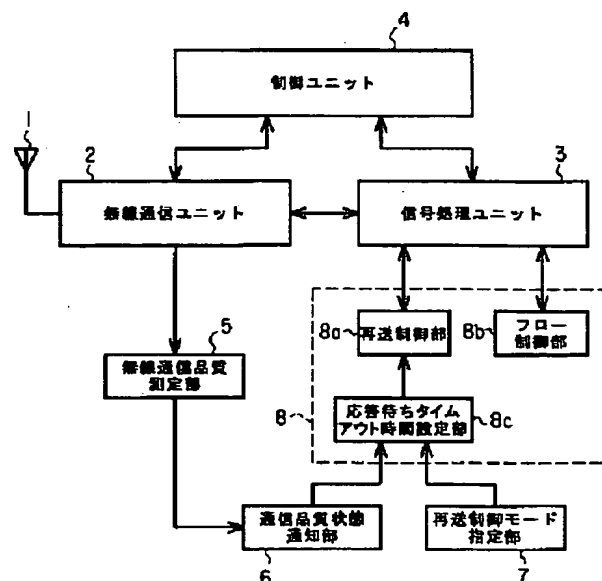 4
制御ユニット
1
2
3
無線通信ユニット
信号処理ユニット
5
8a
再送制御部
8b
フロー
制御部
無線通信品質
測定部
8
応答待ちタイム
アウト時間設定部
8c
通信品質状態
通知部
再送制御モード
指定部
6
7